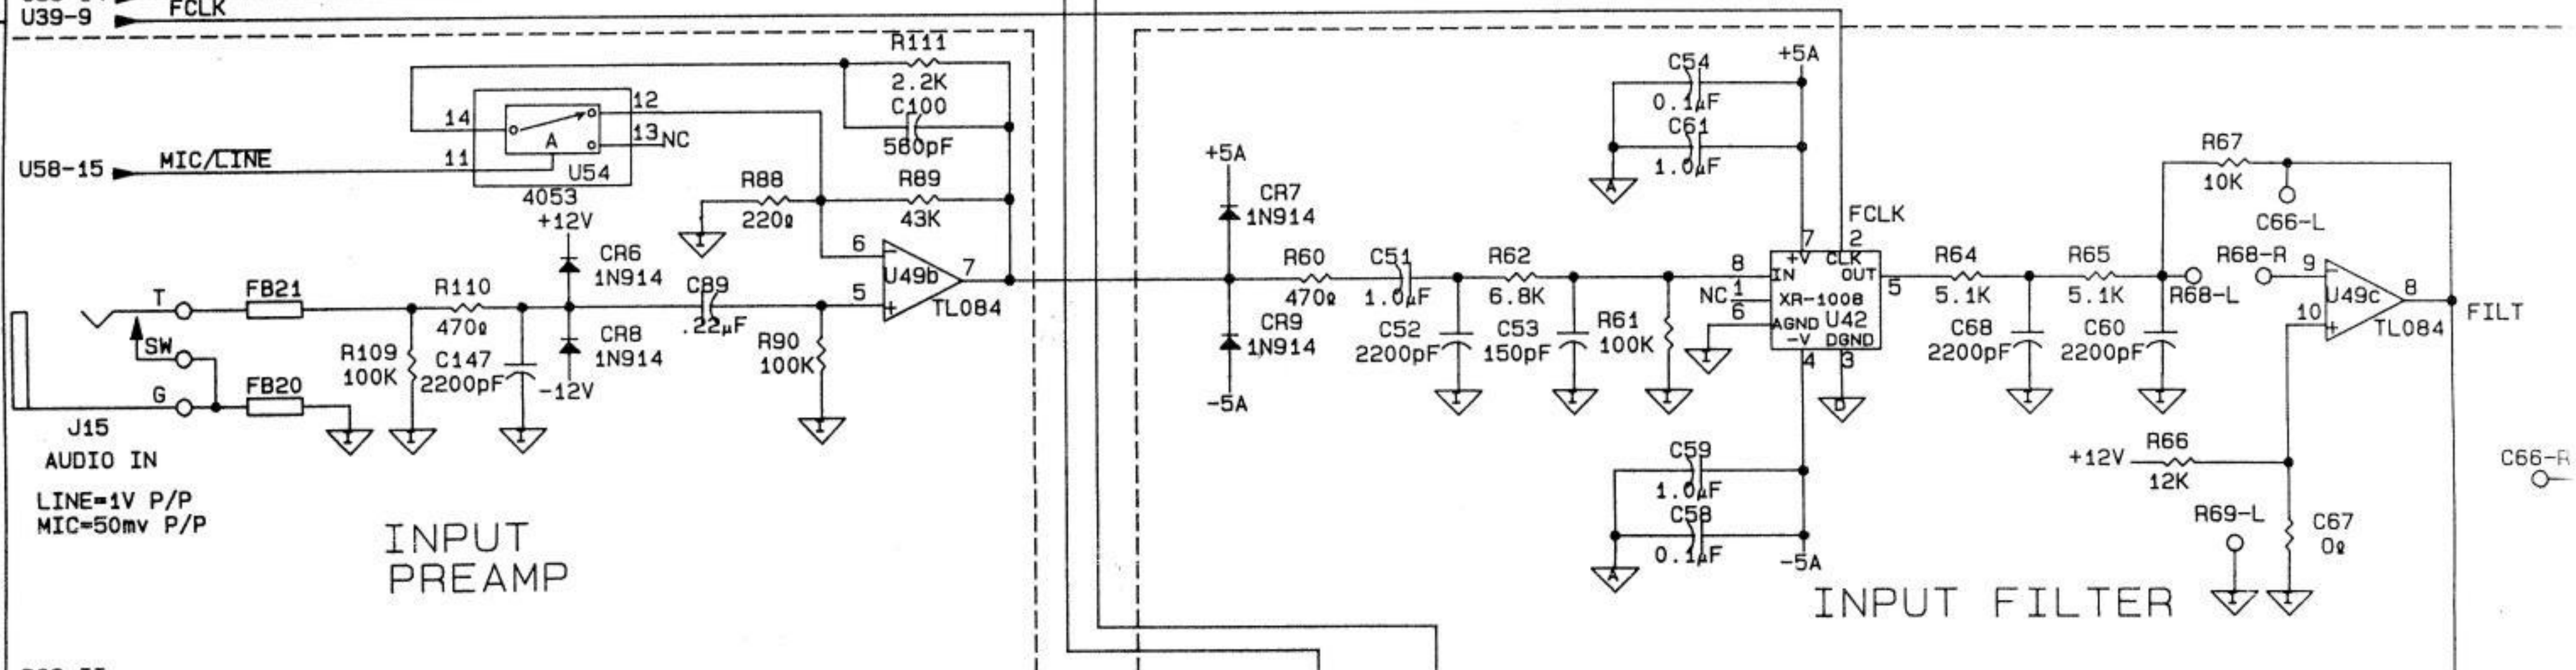 U39-9
FCLK
R111
2.2K
C100
560pF
14
12
13
NC
A
11
U54
4053
U58-15
MIC/LINE
R88
220Ω
R89
43K
+12V
CR6
1N914
6
5
7
U49b
TL084
T
SW
G
FB21
FB20
R110
470Ω
C89
.22µF
R109
100K
C147
2200pF
CR8
1N914
-12V
R90
100K
I
I
I
I
I
J15
AUDIO IN
LINE=1V P/P
MIC=50mv P/P
INPUT
PREAMP
+5A
CR7
1N914
CR9
1N914
-5A
R60
470Ω
C51
1.0µF
R62
6.8K
C52
2200pF
C53
150pF
R61
100K
I
I
I
C54
0.1µF
C61
1.0µF
A
+5A
FCLK
7
2
+V
CLK
8
IN
OUT
5
NC
1
XR-1008
6
AGND
U42
-V
DGND
4
3
I
D
C59
1.0µF
C58
0.1µF
A
-5A
R64
5.1K
R65
5.1K
C68
2200pF
C60
2200pF
I
I
R67
10K
C66-L
R68-L
R68-R
9
10
8
U49c
TL084
FILT
+12V
R66
12K
R69-L
C67
0Ω
I
I
C66-R
INPUT FILTER